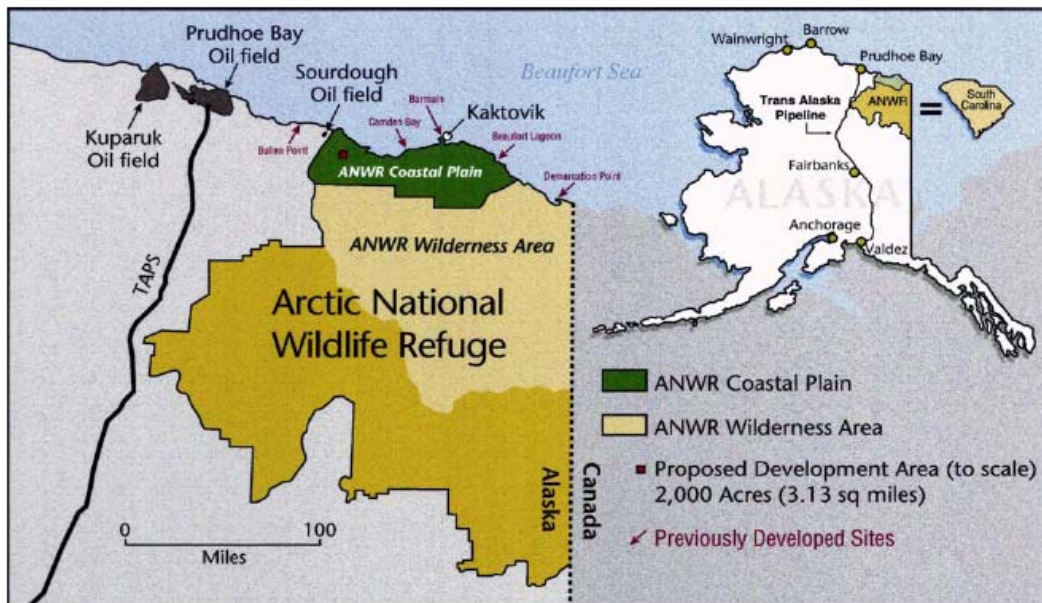 Prudhoe Bay
Oil field
Sourdough
Oil field
Kuparuk
Oil field
Bullen Point
Camden Bay
Barmain
Kaktovik
Beaufort Lagoon
Demarcation Point
Beaufort Sea
ANWR Coastal Plain
ANWR Wilderness Area
Arctic National
Wildlife Refuge
TAPS
0
100
Miles
Alaska
Canada
Wainwright
Barrow
Prudhoe Bay
Trans Alaska
Pipeline
ANWR
=
South
Carolina
Fairbanks
ALASKA
Anchorage
Valdez
ANWR Coastal Plain
ANWR Wilderness Area
Proposed Development Area (to scale)
2,000 Acres (3.13 sq miles)
Previously Developed Sites